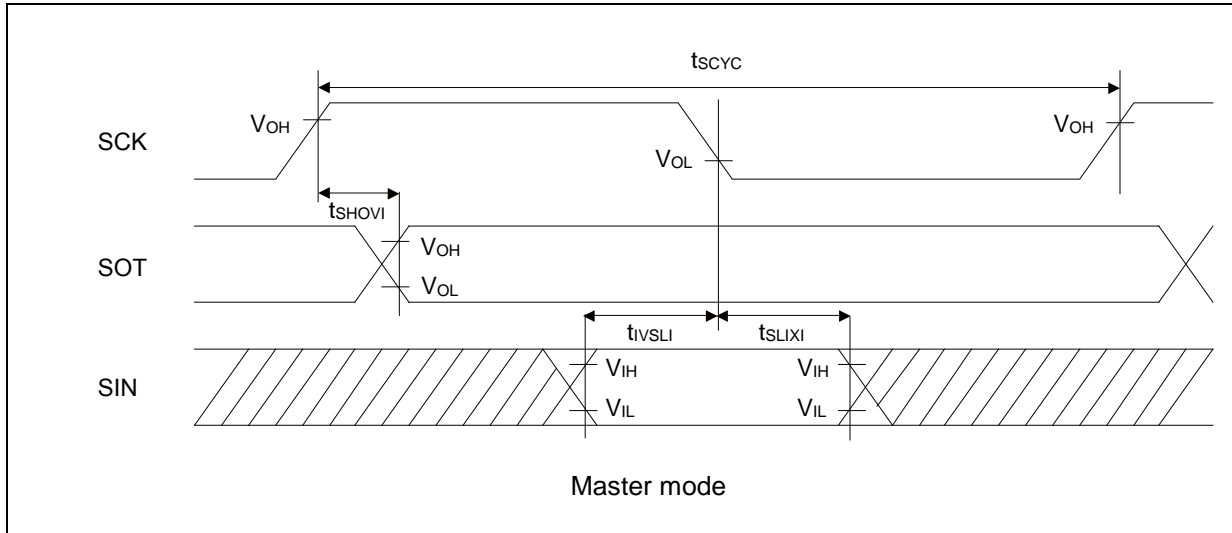 tSCYC
VOH
VOH
SCK
VOL
tSHOVI
VOH
SOT
VOL
tIVSLI
tSLIXI
VIH
VIH
SIN
VIL
VIL
Master mode